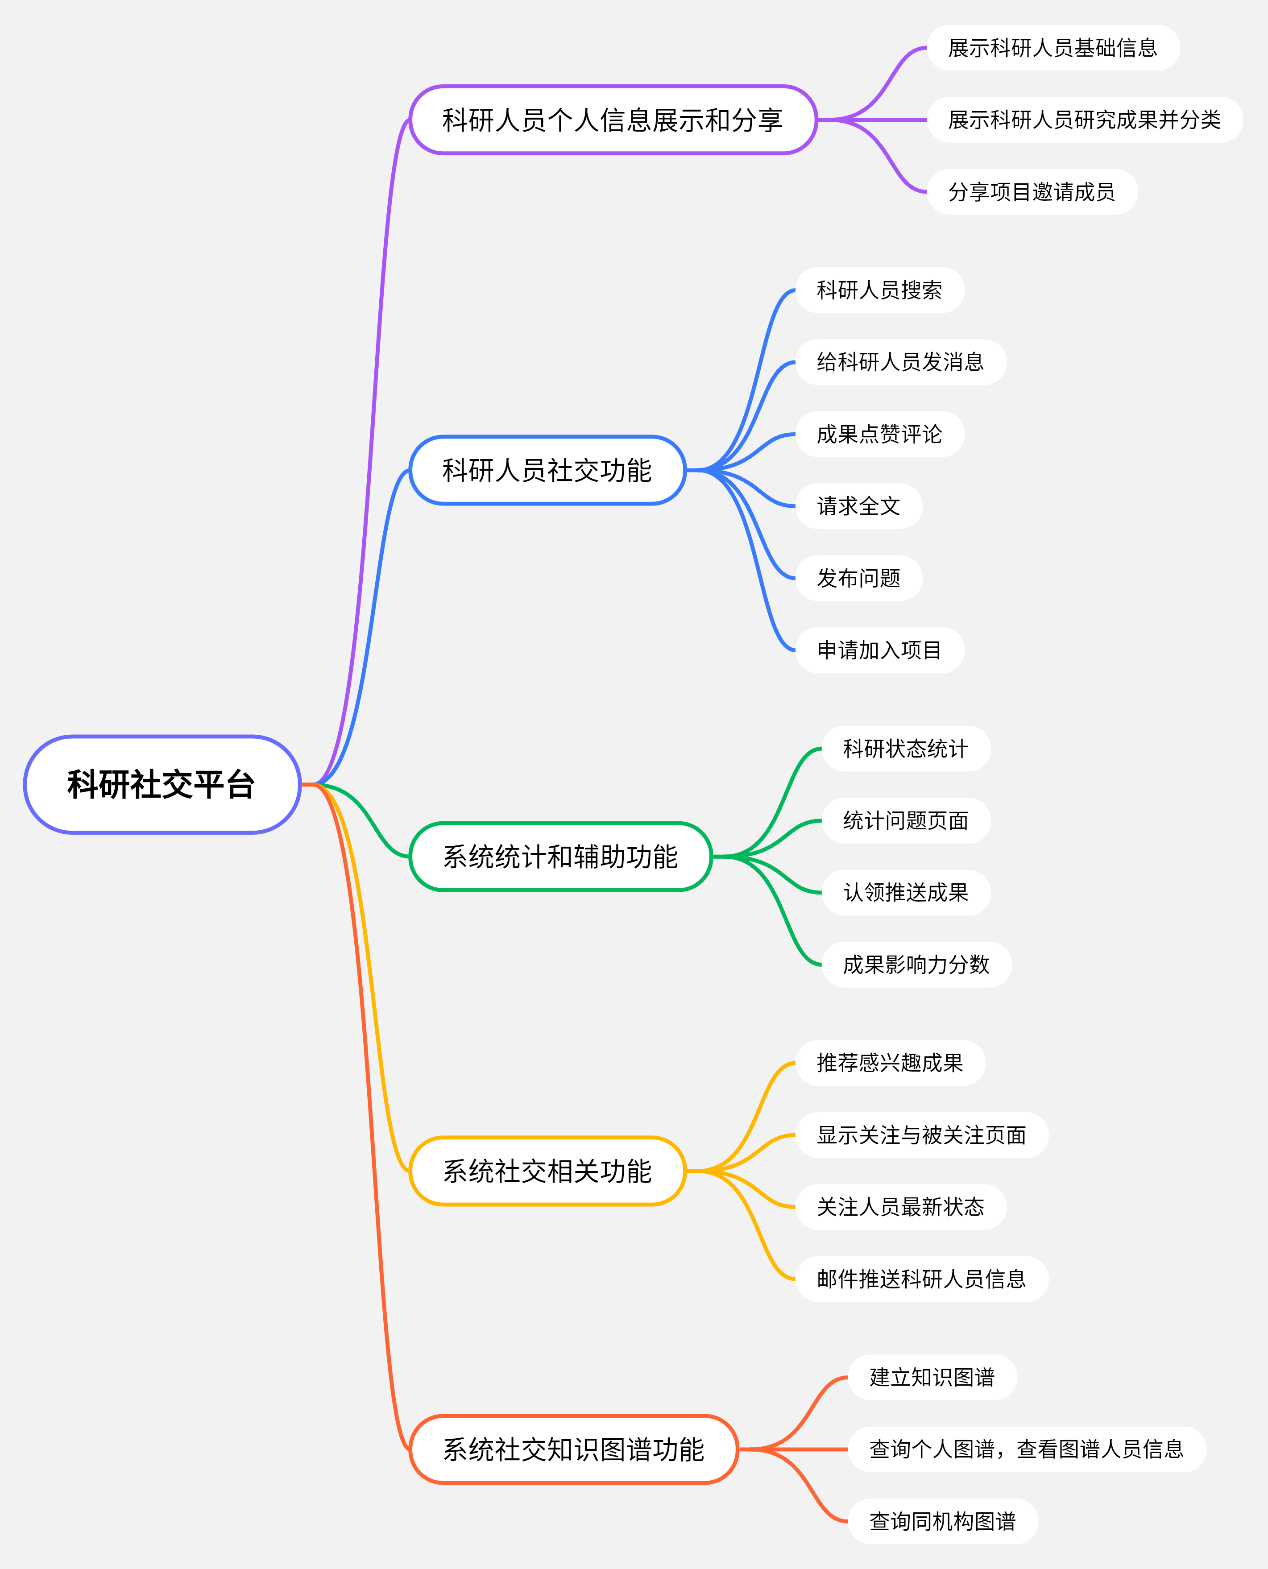 科研社交平台
科研人员个人信息展示和分享
展示科研人员基础信息
展示科研人员研究成果并分类
分享项目邀请成员
科研人员社交功能
科研人员搜索
给科研人员发消息
成果点赞评论
请求全文
发布问题
申请加入项目
系统统计和辅助功能
科研状态统计
统计问题页面
认领推送成果
成果影响力分数
系统社交相关功能
推荐感兴趣成果
显示关注与被关注页面
关注人员最新状态
邮件推送科研人员信息
系统社交知识图谱功能
建立知识图谱
查询个人图谱，查看图谱人员信息
查询同机构图谱